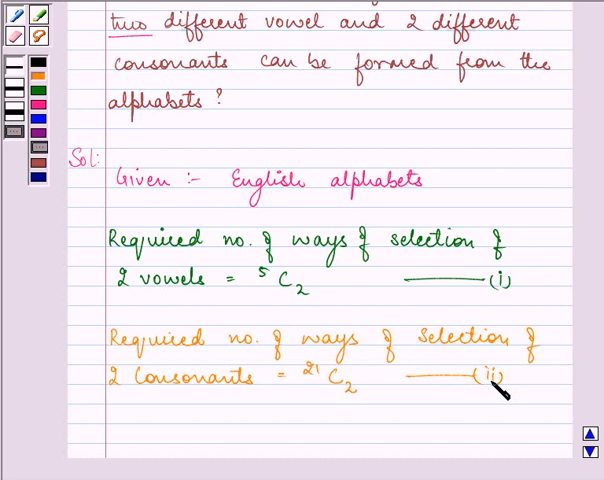 two different vowel and 2 different
consonants can be formed from the
alphabets?
Sol:
Given :- English alphabets
Required no. of ways of selection of
2 vowels = ⁵C₂ ——— (i)
Required no. of ways of selection of
2 consonants = ²¹C₂ ——— (ii)